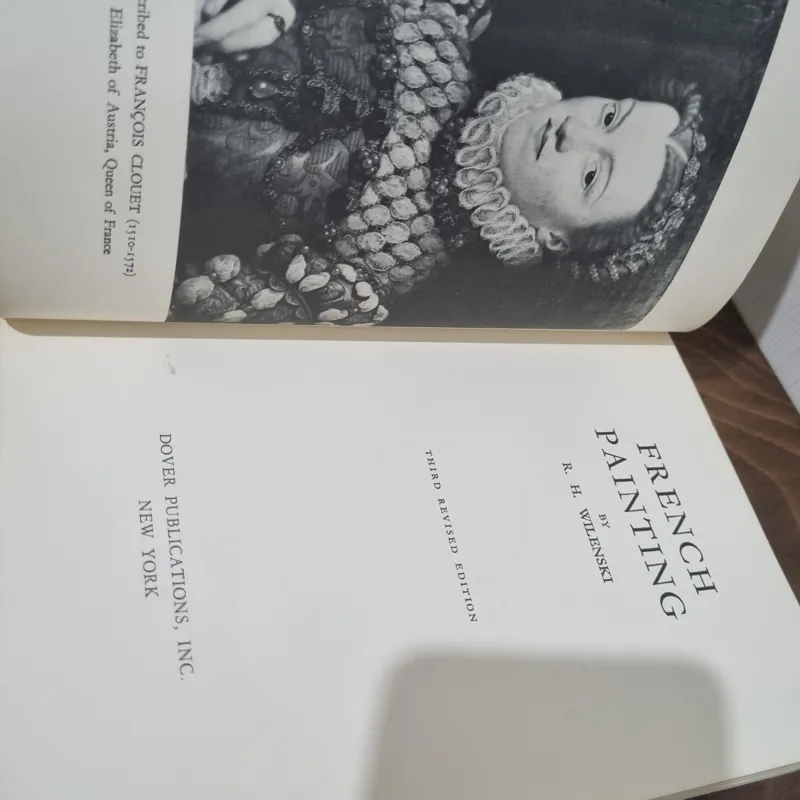 cribed to FRANÇOIS CLOUET (1510-1572)
Elizabeth of Austria, Queen of France
FRENCH
PAINTING
BY
R. H. WILENSKI
THIRD REVISED EDITION
DOVER PUBLICATIONS, INC.
NEW YORK